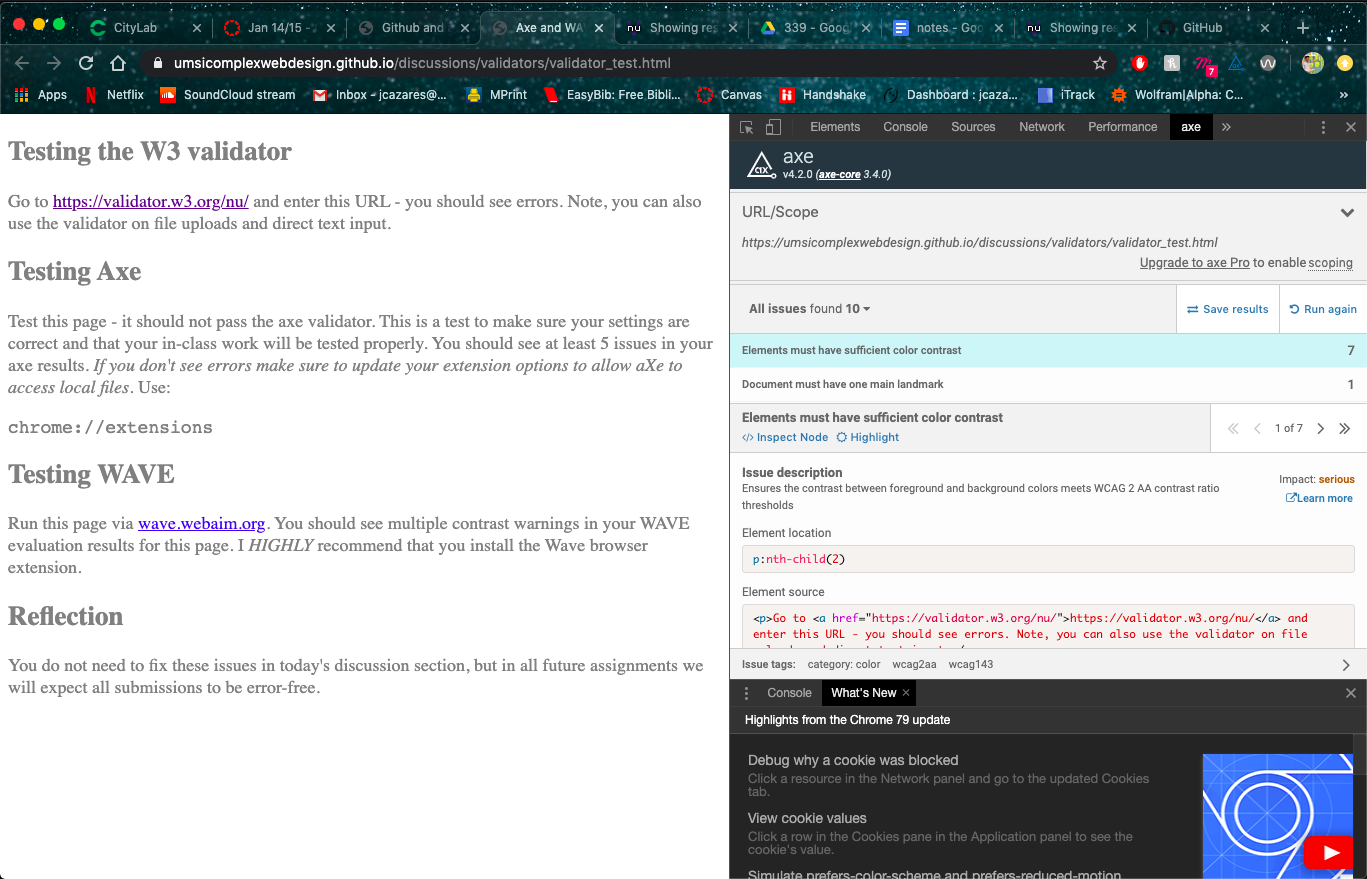 CityLab
Jan 14/15 -
Github and
Axe and WA
nu Showing res
339 - Goog
notes - Goo
nu Showing res
GitHub
umsicomplexwebdesign.github.io/discussions/validators/validator_test.html
7
Apps
Netflix
SoundCloud stream
Inbox - jcazares@...
MPrint
EasyBib: Free Bibli...
Canvas
Handshake
Dashboard : jcaza...
iTrack
Wolfram|Alpha: C...
»
Testing the W3 validator
Go to https://validator.w3.org/nu/ and enter this URL - you should see errors. Note, you can also
use the validator on file uploads and direct text input.
Testing Axe
Test this page - it should not pass the axe validator. This is a test to make sure your settings are
correct and that your in-class work will be tested properly. You should see at least 5 issues in your
axe results. If you don't see errors make sure to update your extension options to allow aXe to
access local files. Use:
chrome://extensions
Testing WAVE
Run this page via wave.webaim.org. You should see multiple contrast warnings in your WAVE
evaluation results for this page. I HIGHLY recommend that you install the Wave browser
extension.
Reflection
You do not need to fix these issues in today's discussion section, but in all future assignments we
will expect all submissions to be error-free.
Elements Console Sources Network Performance axe »
axe
v4.2.0 (axe-core 3.4.0)
URL/Scope
https://umsicomplexwebdesign.github.io/discussions/validators/validator_test.html
Upgrade to axe Pro to enable scoping
All issues found 10
Save results
Run again
Elements must have sufficient color contrast 7
Document must have one main landmark 1
Elements must have sufficient color contrast
</> Inspect Node Highlight
1 of 7
Issue description
Ensures the contrast between foreground and background colors meets WCAG 2 AA contrast ratio
thresholds
Impact: serious
Learn more
Element location
p:nth-child(2)
Element source
<p>Go to <a href="https://validator.w3.org/nu/">https://validator.w3.org/nu/</a> and
enter this URL - you should see errors. Note, you can also use the validator on file
Issue tags: category: color wcag2aa wcag143
Console What's New
Highlights from the Chrome 79 update
Debug why a cookie was blocked
Click a resource in the Network panel and go to the updated Cookies
tab.
View cookie values
Click a row in the Cookies pane in the Application panel to see the
cookie's value.
Simulate prefers-color-scheme and prefers-reduced-motion